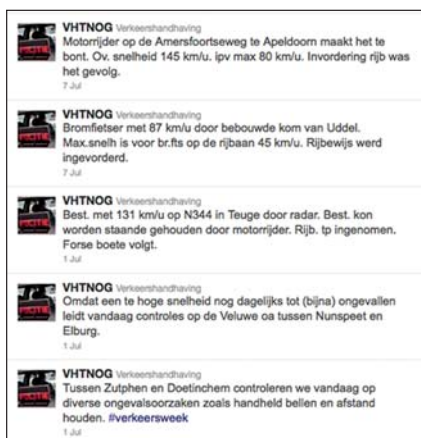 VHTNOG Verkeershandhaving
Motorrijder op de Amersfoortseweg te Apeldoorn maakt het te
bont. Ov. snelheid 145 km/u. ipv max 80 km/u. Invordering rijb was
het gevolg.
7 Jul
VHTNOG Verkeershandhaving
Bromfietser met 87 km/u door bebouwde kom van Uddel.
Max.snelh is voor br.fts op de rijbaan 45 km/u. Rijbewijs werd
ingevorderd.
7 Jul
VHTNOG Verkeershandhaving
Best. met 131 km/u op N344 in Teuge door radar. Best. kon
worden staande gehouden door motorrijder. Rijb. tp ingenomen.
Forse boete volgt.
1 Jul
VHTNOG Verkeershandhaving
Omdat een te hoge snelheid nog dagelijks tot (bijna) ongevallen
leidt vandaag controles op de Veluwe oa tussen Nunspeet en
Elburg.
1 Jul
VHTNOG Verkeershandhaving
Tussen Zutphen en Doetinchem controleren we vandaag op
diverse ongevalsoorzaken zoals handheld bellen en afstand
houden. #verkeersweek
1 Jul